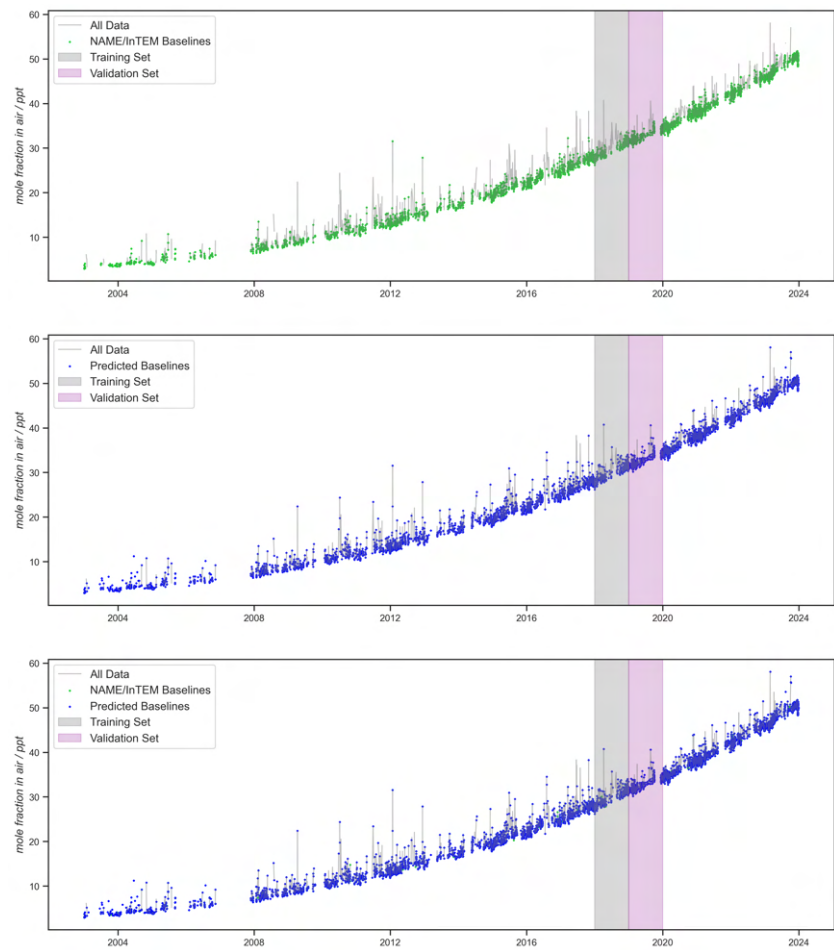 60
50
40
30
20
10
mole fraction in air / ppt
All Data
NAME/InTEM Baselines
Training Set
Validation Set
2004 2008 2012 2016 2020 2024
60
50
40
30
20
10
mole fraction in air / ppt
All Data
Predicted Baselines
Training Set
Validation Set
2004 2008 2012 2016 2020 2024
60
50
40
30
20
10
mole fraction in air / ppt
All Data
NAME/InTEM Baselines
Predicted Baselines
Training Set
Validation Set
2004 2008 2012 2016 2020 2024